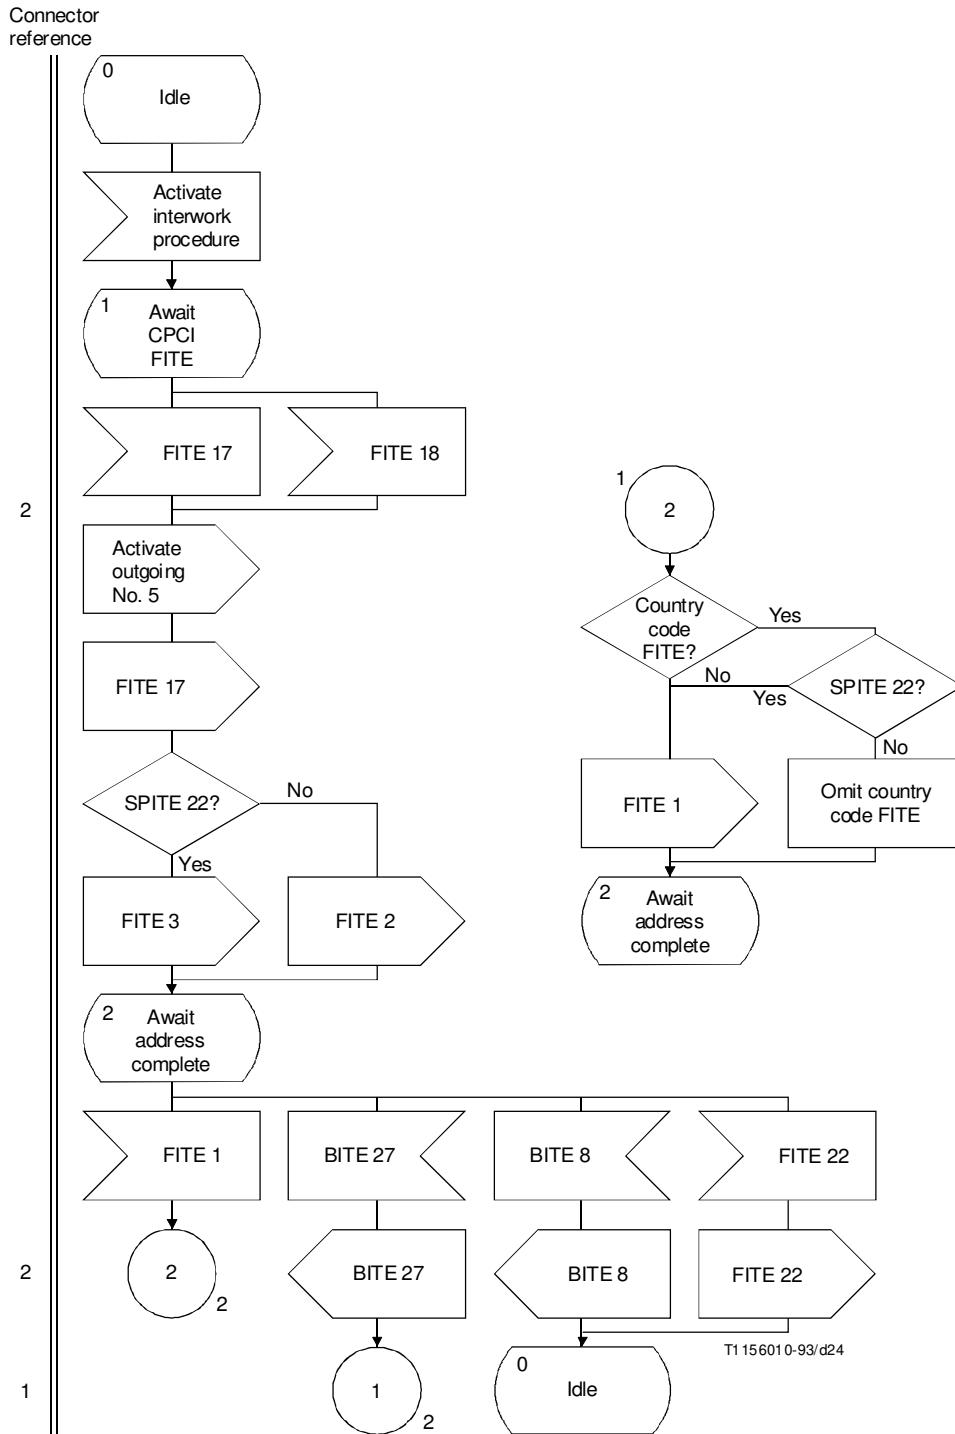 Connector
reference
0
Idle
Activate
interwork
procedure
1
Await
CPCI
FITE
FITE 17
FITE 18
2
Activate
outgoing
No. 5
FITE 17
SPITE 22?
No
Yes
FITE 3
FITE 2
2
Await
address
complete
1
2
Country
code
FITE?
Yes
No
Yes
SPITE 22?
No
FITE 1
Omit country
code FITE
2
Await
address
complete
FITE 1
BITE 27
BITE 8
FITE 22
2
2
2
BITE 27
BITE 8
FITE 22
T1156010-93/d24
1
1
2
0
Idle